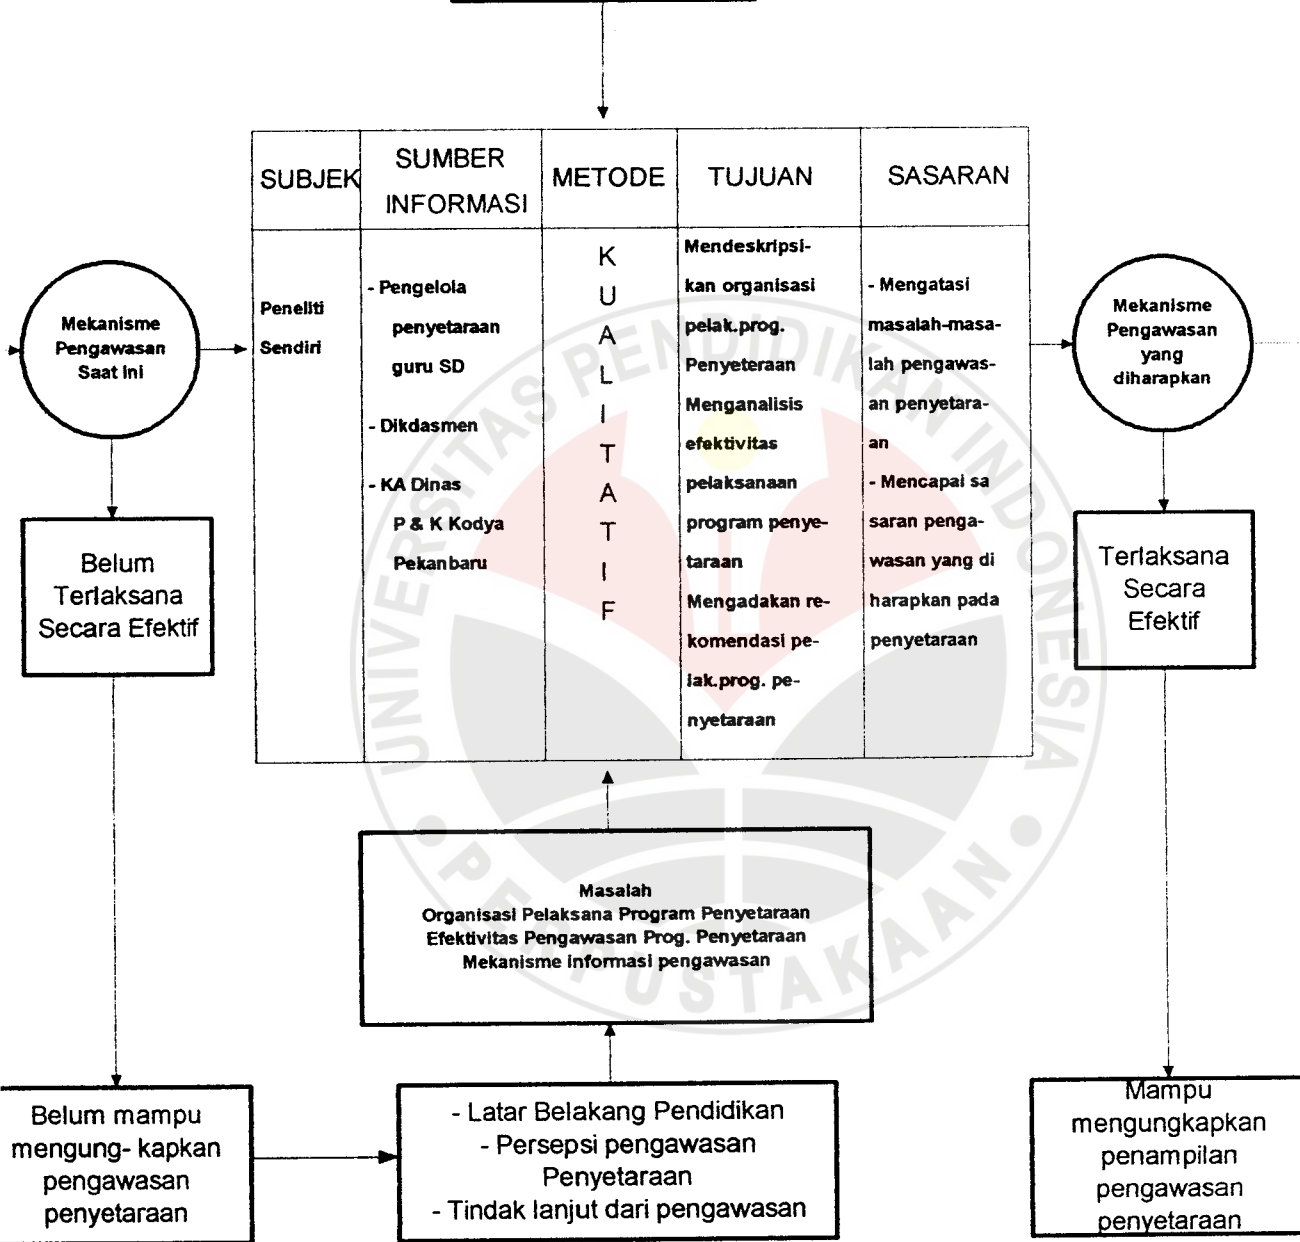 SUBJEK
SUMBER
INFORMASI
METODE
TUJUAN
SASARAN
Mekanisme
Pengawasan
Saat ini
Peneliti
Sendiri
- Pengelola
penyetaraan
guru SD
- Dikdasmen
- KA Dinas
P & K Kodya
Pekanbaru
K
U
A
L
I
T
A
T
I
F
Mendeskripsi-
kan organisasi
pelak.prog.
Penyeteraan
Menganalisis
efektivitas
pelaksanaan
program penye-
taraan
Mengadakan re-
komendasi pe-
lak.prog. pe-
nyetaraan
- Mengatasi
masalah-masa-
lah pengawas-
an penyetara-
an
- Mencapai sa
saran penga-
wasan yang di
harapkan pada
penyetaraan
Mekanisme
Pengawasan
yang
diharapkan
Belum
Terlaksana
Secara Efektif
Terlaksana
Secara
Efektif
Masalah
Organisasi Pelaksana Program Penyetaraan
Efektivitas Pengawasan Prog. Penyetaraan
Mekanisme informasi pengawasan
Belum mampu
mengung- kapkan
pengawasan
penyetaraan
- Latar Belakang Pendidikan
- Persepsi pengawasan
Penyetaraan
- Tindak lanjut dari pengawasan
Mampu
mengungkapkan
penampilan
pengawasan
penyetaraan
UNIVERSITAS PENDIDIKAN INDONESIA
PERPUSTAKAAN